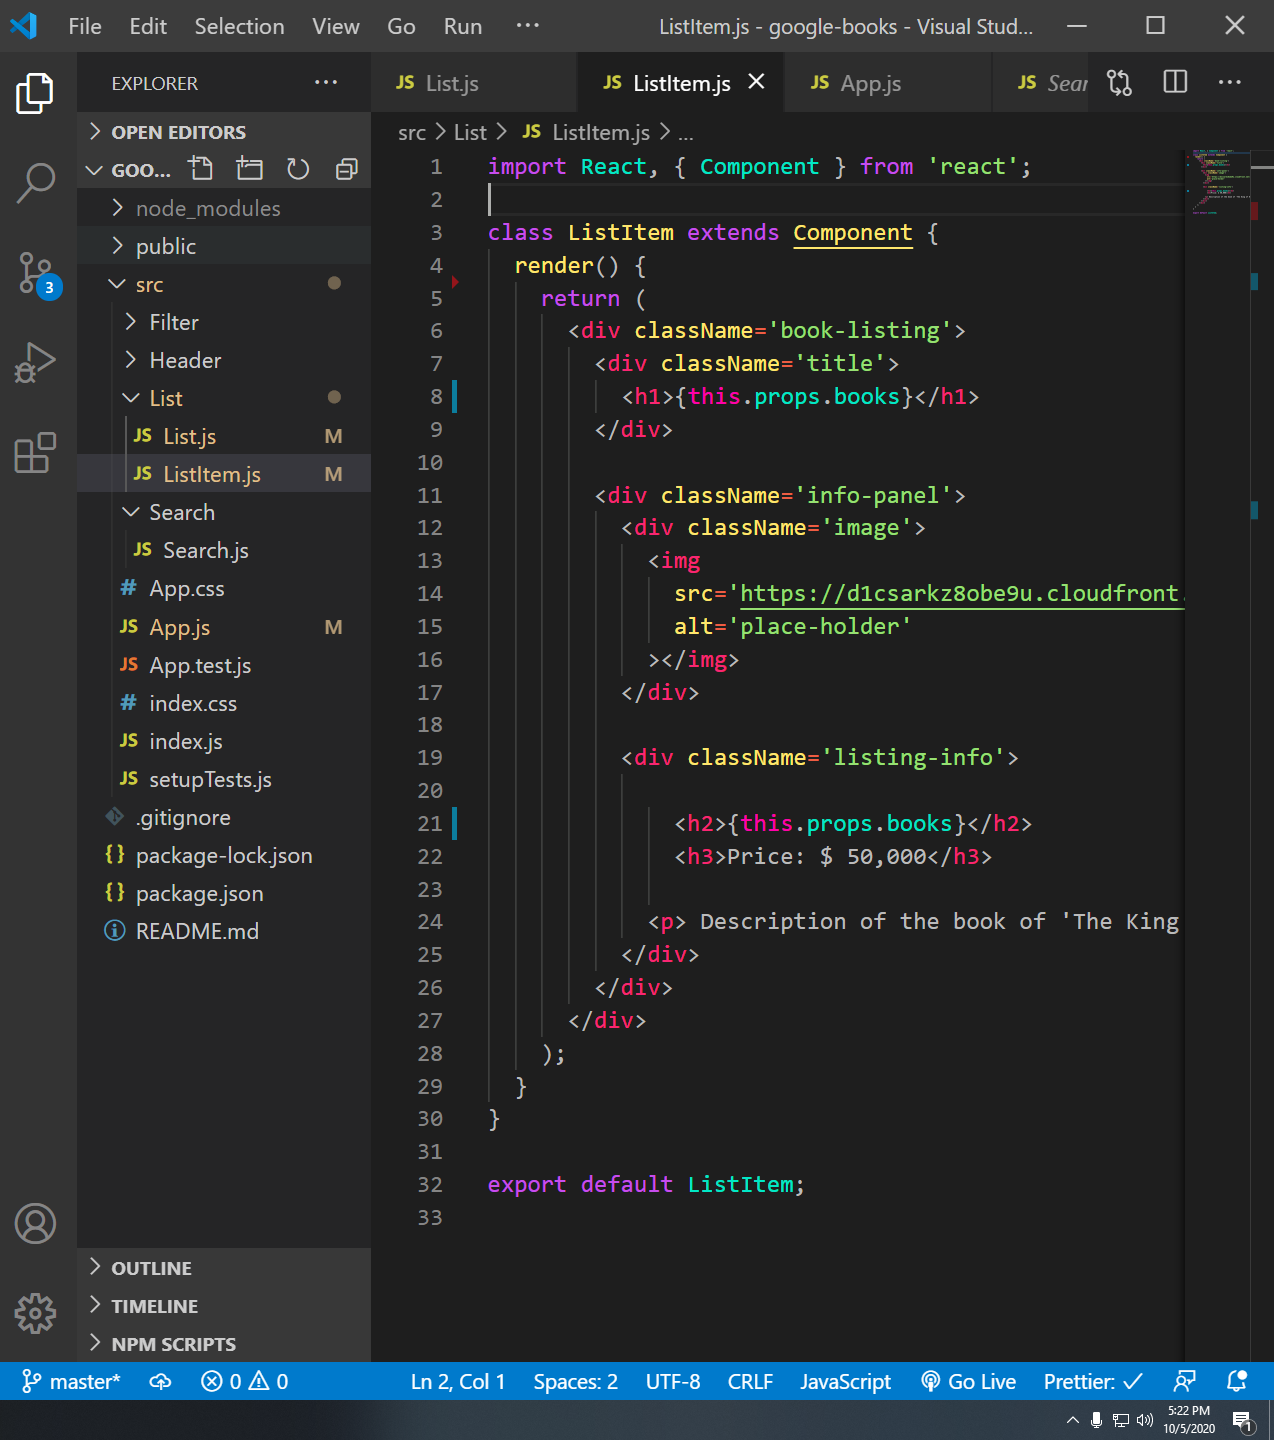 File Edit Selection View Go Run ··· ListItem.js - google-books - Visual Stud...
EXPLORER ···
JS List.js JS ListItem.js JS App.js JS Sear ···
OPEN EDITORS
GOO...
node_modules
public
src
Filter
Header
List
JS List.js M
JS ListItem.js M
Search
JS Search.js
# App.css
JS App.js M
JS App.test.js
# index.css
JS index.js
JS setupTests.js
.gitignore
{} package-lock.json
{} package.json
README.md
OUTLINE
TIMELINE
NPM SCRIPTS
3
src > List > JS ListItem.js > ...
1 import React, { Component } from 'react';
2
3 class ListItem extends Component {
4 render() {
5 return (
6 <div className='book-listing'>
7 <div className='title'>
8 <h1>{this.props.books}</h1>
9 </div>
10
11 <div className='info-panel'>
12 <div className='image'>
13 <img
14 src='https://d1csarkz8obe9u.cloudfront.
15 alt='place-holder'
16 ></img>
17 </div>
18
19 <div className='listing-info'>
20
21 <h2>{this.props.books}</h2>
22 <h3>Price: $ 50,000</h3>
23
24 <p> Description of the book of 'The King
25 </div>
26 </div>
27 </div>
28 );
29 }
30 }
31
32 export default ListItem;
33
master* 0 0 Ln 2, Col 1 Spaces: 2 UTF-8 CRLF JavaScript Go Live Prettier: ✓
5:22 PM
10/5/2020
1